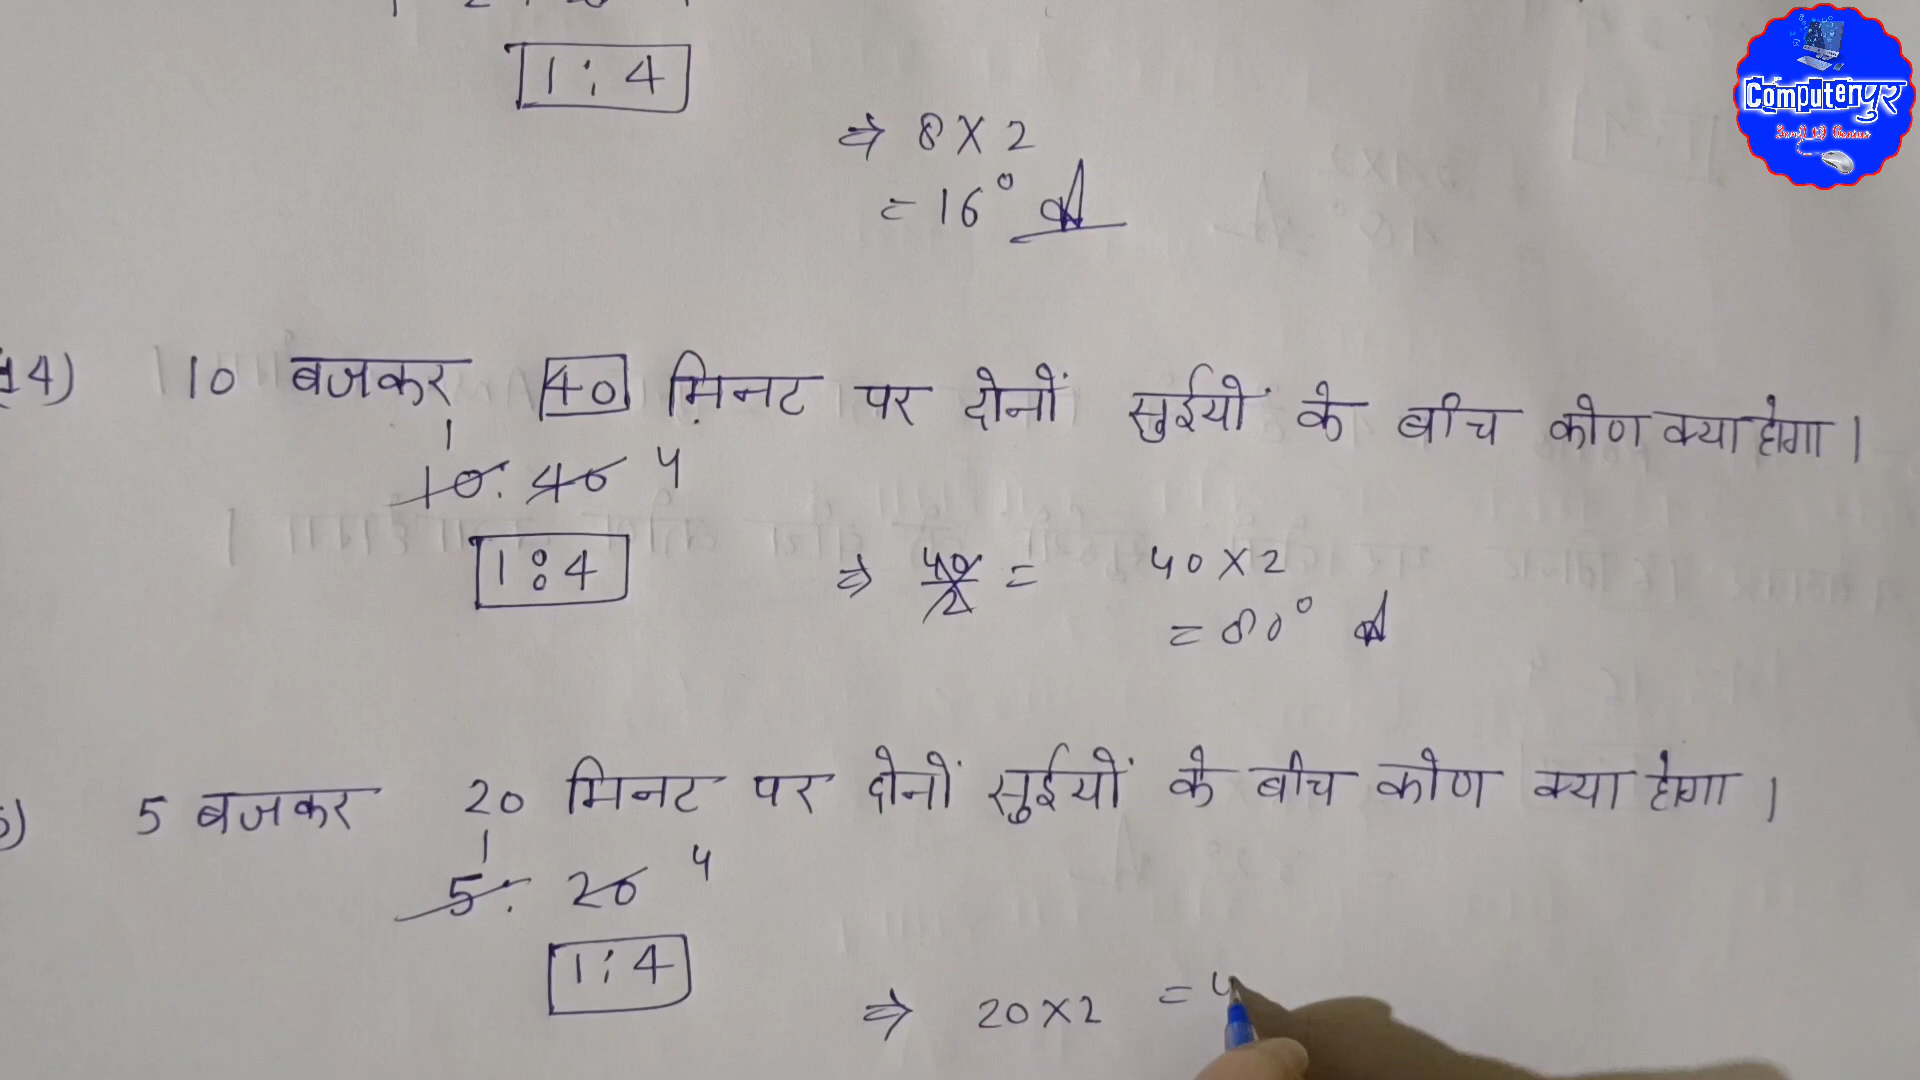 1 : 4
⇒ 8 × 2
= 16°
Computerपुर
14) 10 बजकर 40 मिनट पर दोनों सुईयों के बीच कोण क्या होगा।
1
10 : 40 4
1 : 4
⇒ 40/2 = 40 × 2
= 80°
5 बजकर 20 मिनट पर दोनों सुईयों के बीच कोण क्या होगा।
1
5 : 20 4
1 : 4
⇒ 20 × 2 = 4